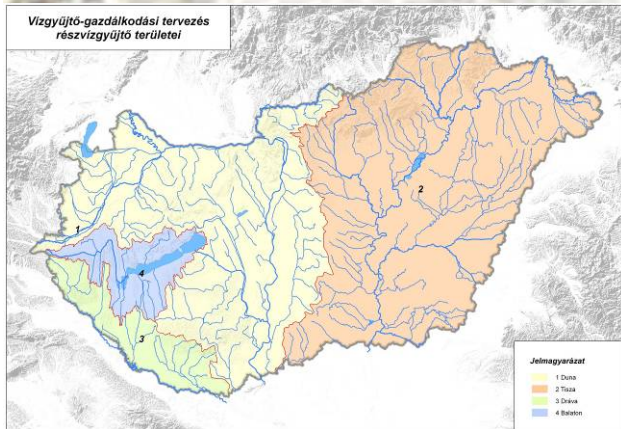 Vízgyűjtő-gazdálkodási tervezés
részvízgyűjtő területei
1
2
4
3
Jelmagyarázat
1 Duna
2 Tisza
3 Dráva
4 Balaton